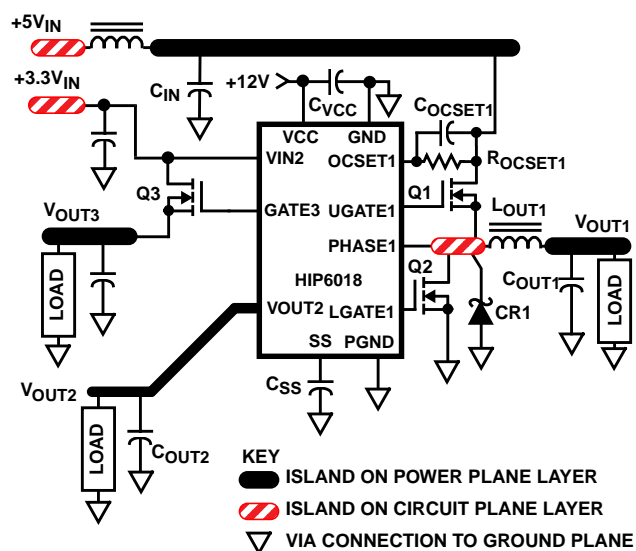 +5VIN
+3.3VIN
CIN
+12V
CVCC
COCSET1
VCC
GND
VIN2
OCSET1
ROCSET1
Q3
GATE3
UGATE1
Q1
LOUT1
VOUT3
VOUT1
PHASE1
Q2
HIP6018
COUT1
LOAD
LOAD
VOUT2
LGATE1
CR1
SS
PGND
CSS
VOUT2
LOAD
COUT2
KEY
ISLAND ON POWER PLANE LAYER
ISLAND ON CIRCUIT PLANE LAYER
VIA CONNECTION TO GROUND PLANE